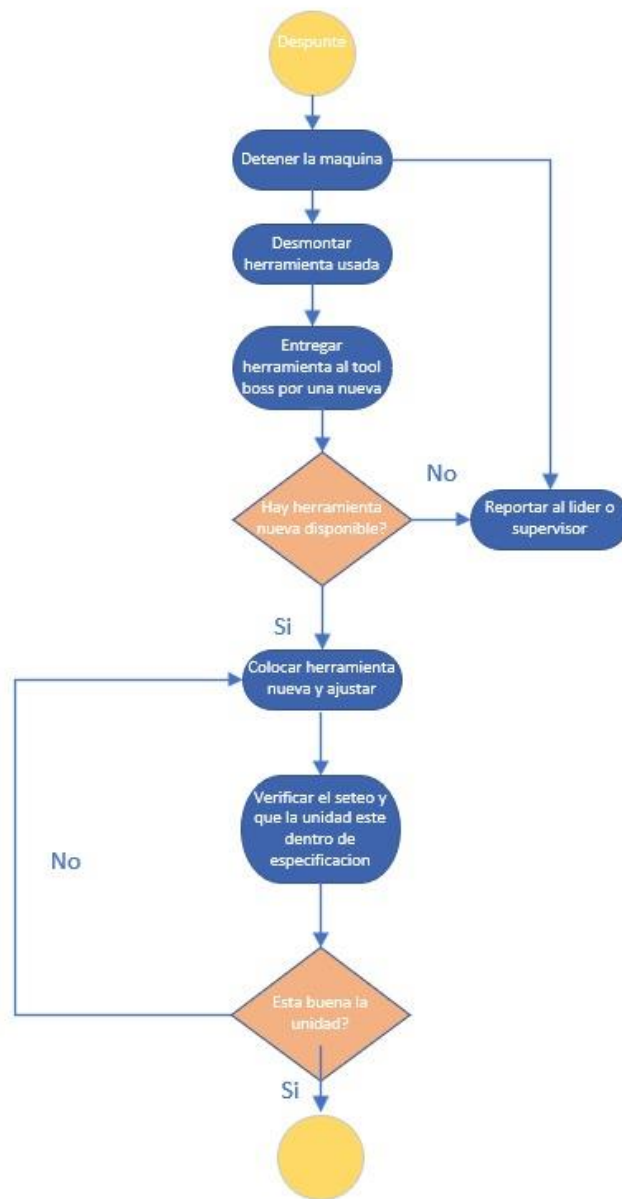 Despunte
Detener la maquina
Desmontar
herramienta usada
Entregar
herramienta al tool
boss por una nueva
No
Hay herramienta
nueva disponible?
Reportar al lider o
supervisor
Si
Colocar herramienta
nueva y ajustar
Verificar el seteo y
que la unidad este
dentro de
especificacion
No
Esta buena la
unidad?
Si